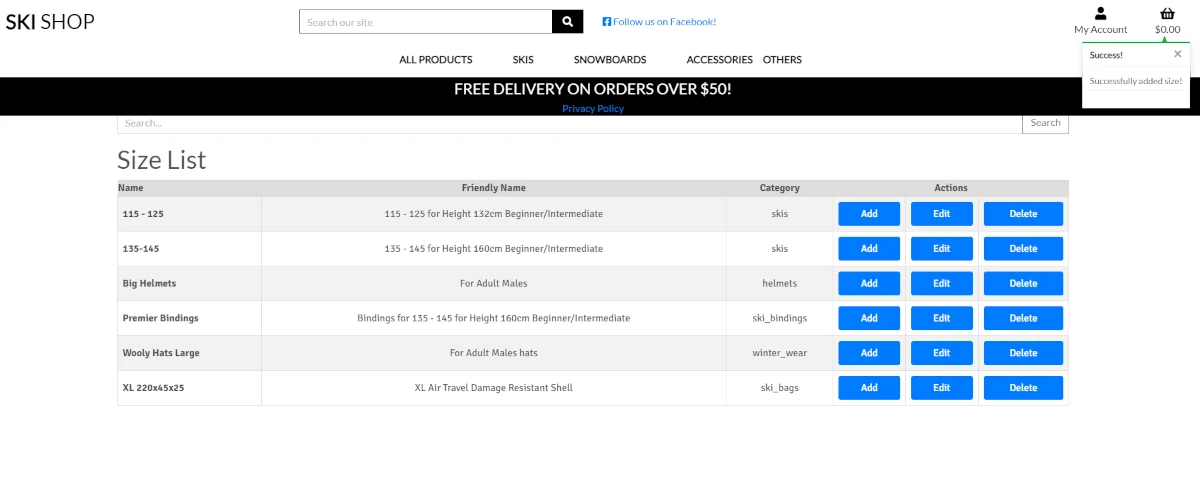 SKI SHOP
Search our site
Follow us on Facebook!
My Account
$0.00
ALL PRODUCTS SKIS SNOWBOARDS ACCESSORIES OTHERS
Success!
×
Successfully added size!
FREE DELIVERY ON ORDERS OVER $50!
Privacy Policy
Search... Search
Size List
Name Friendly Name Category Actions
115 - 125 115 - 125 for Height 132cm Beginner/Intermediate skis Add Edit Delete
135-145 135 - 145 for Height 160cm Beginner/Intermediate skis Add Edit Delete
Big Helmets For Adult Males helmets Add Edit Delete
Premier Bindings Bindings for 135 - 145 for Height 160cm Beginner/Intermediate ski_bindings Add Edit Delete
Wooly Hats Large For Adult Males hats winter_wear Add Edit Delete
XL 220x45x25 XL Air Travel Damage Resistant Shell ski_bags Add Edit Delete